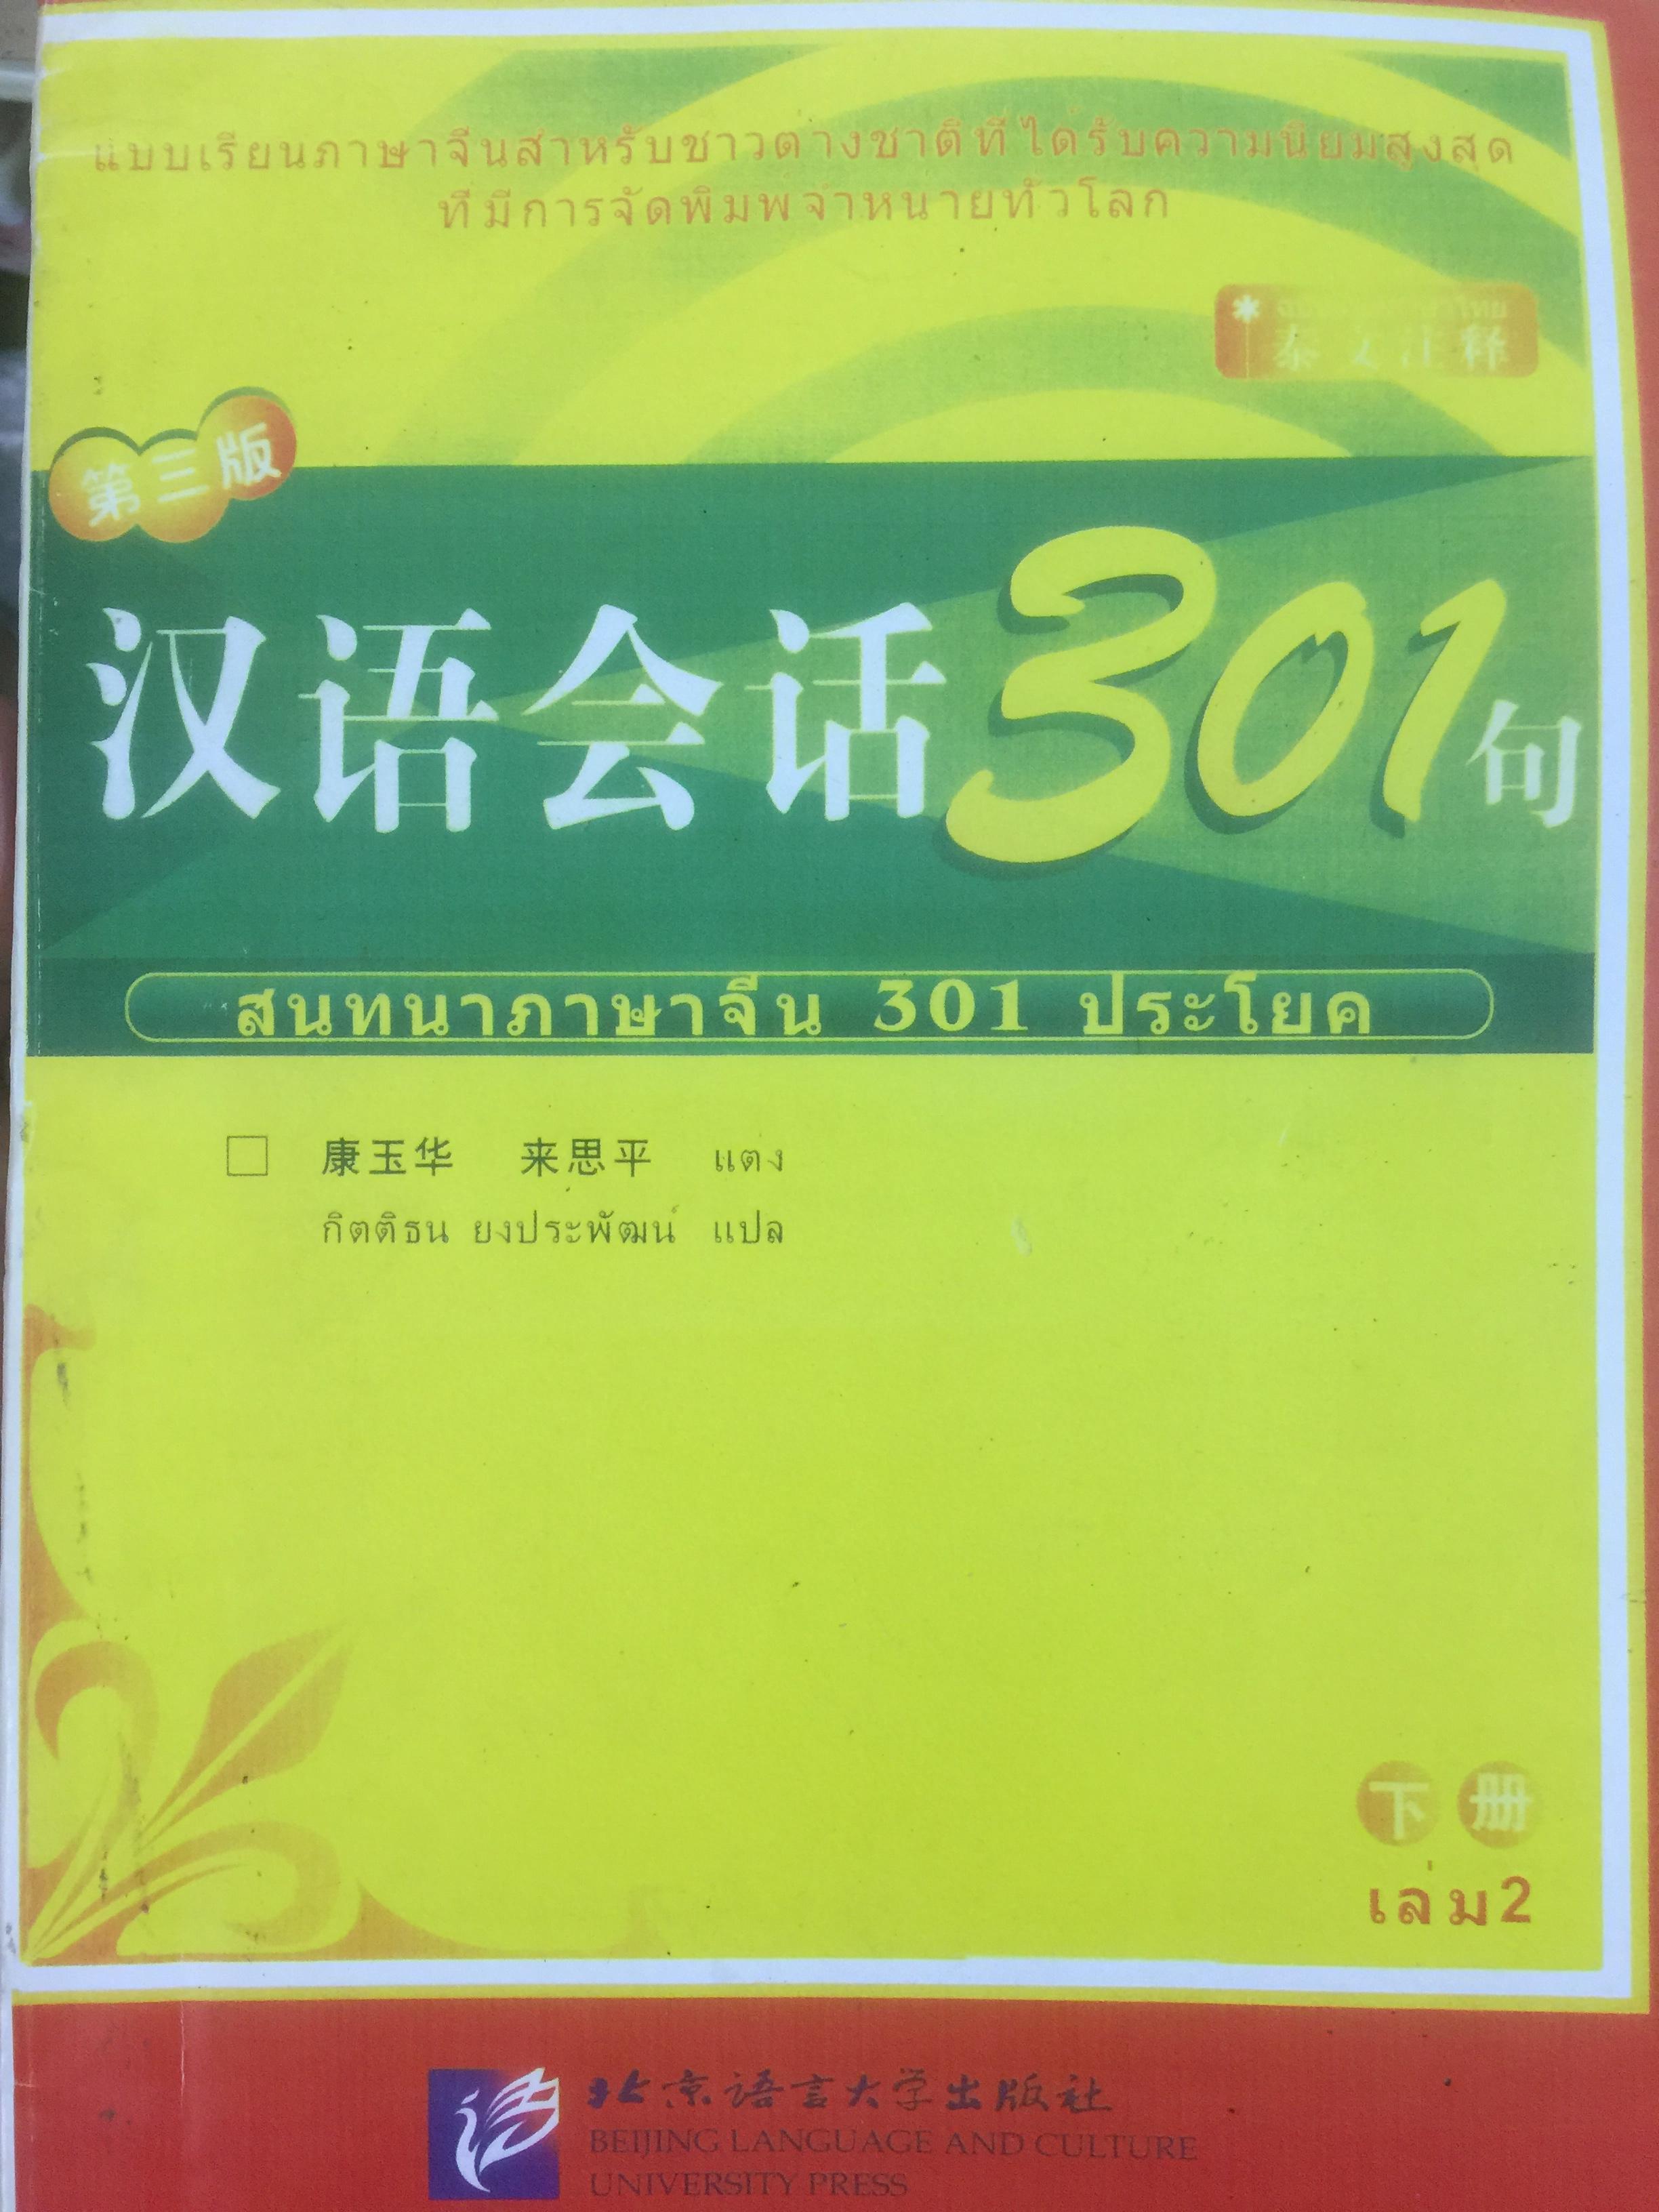 แบบเรียนภาษาจีนสำหรับชาวต่างชาติที่ได้รับความนิยมสูงสุด
ที่มีการจัดพิมพ์จำหน่ายทั่วโลก
泰文注释
第三版
汉语会话301句
สนทนาภาษาจีน 301 ประโยค
康玉华 来思平 แต่ง
กิตติธน ยงประพัฒน์ แปล
下册
เล่ม2
北京语言大学出版社
BEIJING LANGUAGE AND CULTURE
UNIVERSITY PRESS